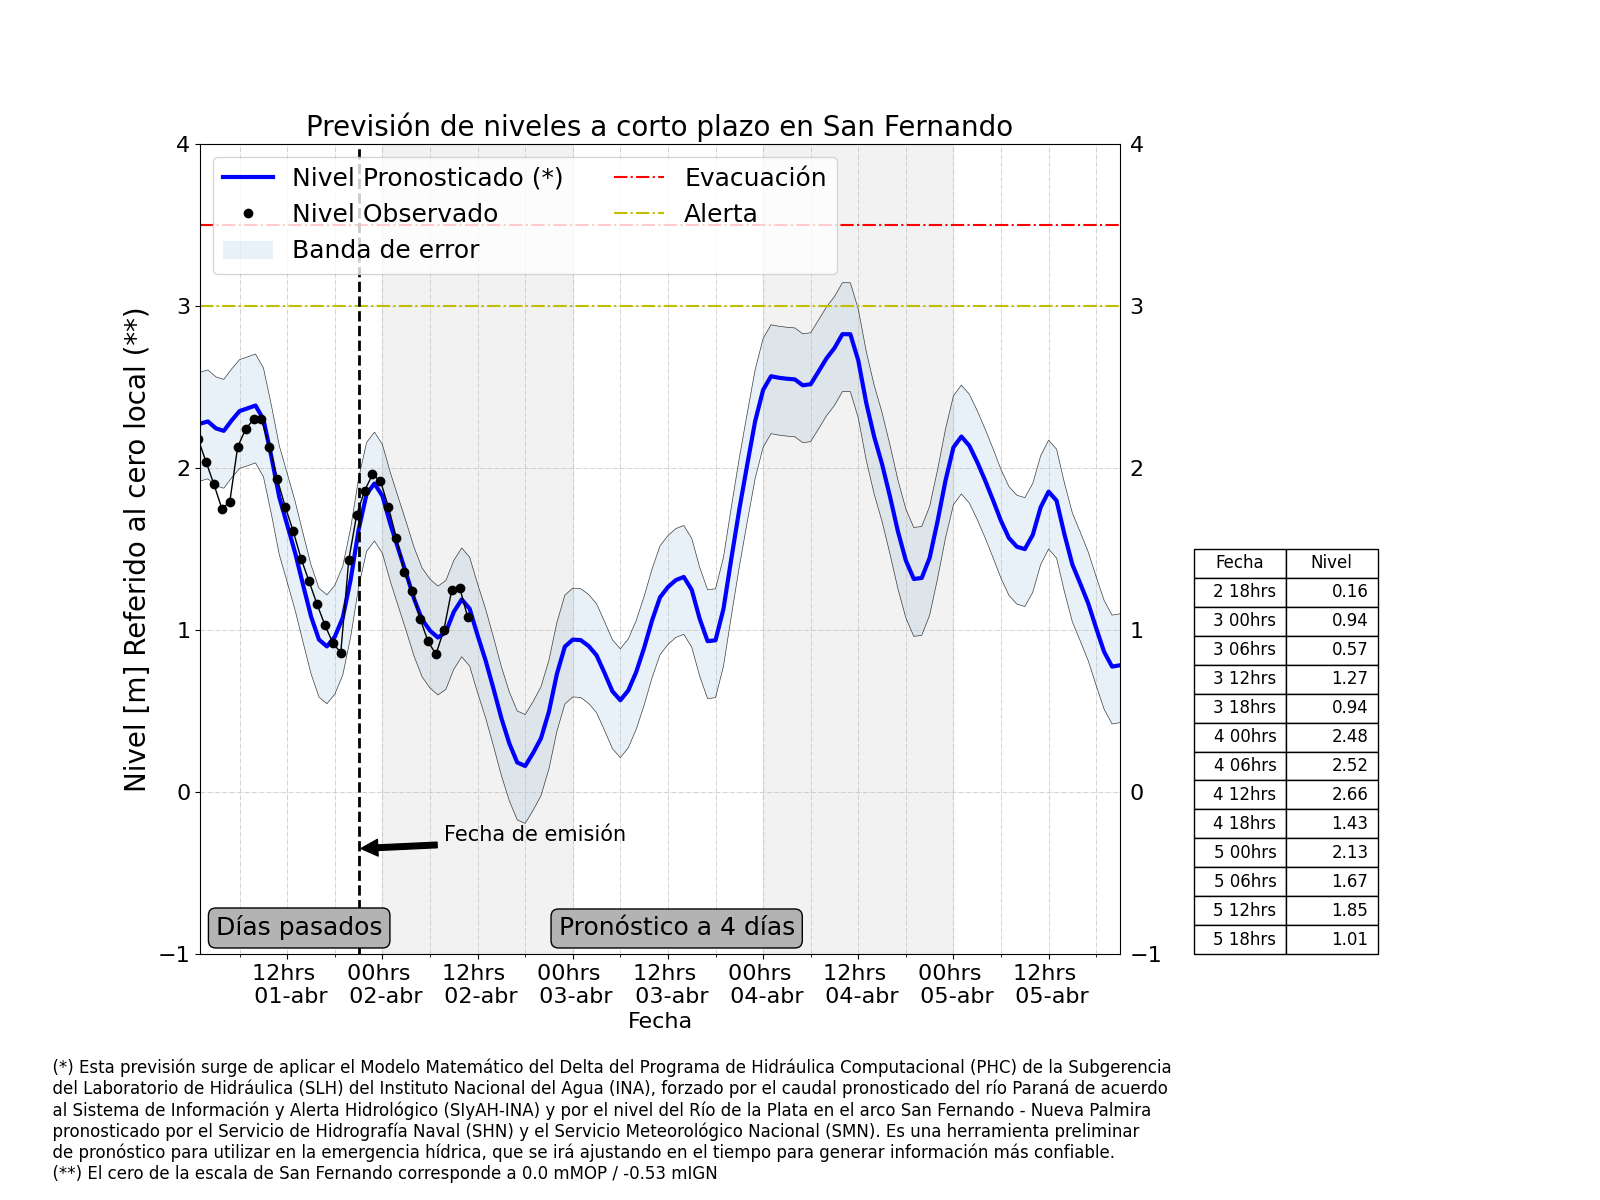 Previsión de niveles a corto plazo en San Fernando
Nivel Pronosticado (*)
Nivel Observado
Banda de error
Evacuación
Alerta
Nivel [m] Referido al cero local (**)
4
3
2
1
0
−1
4
3
2
1
0
−1
Fecha de emisión
Días pasados
Pronóstico a 4 días
12hrs
01-abr
00hrs
02-abr
12hrs
02-abr
00hrs
03-abr
12hrs
03-abr
00hrs
04-abr
12hrs
04-abr
00hrs
05-abr
12hrs
05-abr
Fecha
Fecha Nivel
2 18hrs 0.16
3 00hrs 0.94
3 06hrs 0.57
3 12hrs 1.27
3 18hrs 0.94
4 00hrs 2.48
4 06hrs 2.52
4 12hrs 2.66
4 18hrs 1.43
5 00hrs 2.13
5 06hrs 1.67
5 12hrs 1.85
5 18hrs 1.01
(*) Esta previsión surge de aplicar el Modelo Matemático del Delta del Programa de Hidráulica Computacional (PHC) de la Subgerencia
del Laboratorio de Hidráulica (SLH) del Instituto Nacional del Agua (INA), forzado por el caudal pronosticado del río Paraná de acuerdo
al Sistema de Información y Alerta Hidrológico (SIyAH-INA) y por el nivel del Río de la Plata en el arco San Fernando - Nueva Palmira
pronosticado por el Servicio de Hidrografía Naval (SHN) y el Servicio Meteorológico Nacional (SMN). Es una herramienta preliminar
de pronóstico para utilizar en la emergencia hídrica, que se irá ajustando en el tiempo para generar información más confiable.
(**) El cero de la escala de San Fernando corresponde a 0.0 mMOP / -0.53 mIGN